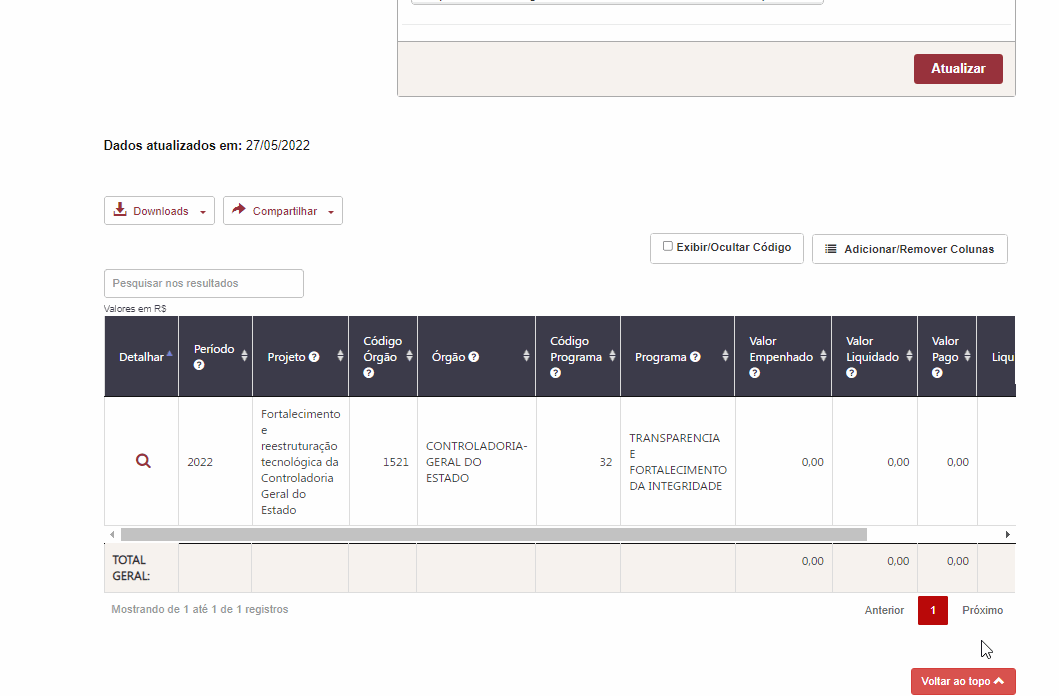 Atualizar
Dados atualizados em: 27/05/2022
Downloads
Compartilhar
Exibir/Ocultar Código
Adicionar/Remover Colunas
Pesquisar nos resultados
Valores em R$
Detalhar
Período
Projeto
Código
Órgão
Órgão
Código
Programa
Programa
Valor
Empenhado
Valor
Liquidado
Valor
Pago
Liqu
2022
Fortalecimento
e
reestruturação
tecnológica da
Controladoria
Geral do
Estado
1521
CONTROLADORIA-
GERAL DO
ESTADO
32
TRANSPARENCIA
E
FORTALECIMENTO
DA INTEGRIDADE
0,00
0,00
0,00
TOTAL
GERAL:
0,00
0,00
0,00
Mostrando de 1 até 1 de 1 registros
Anterior
1
Próximo
Voltar ao topo